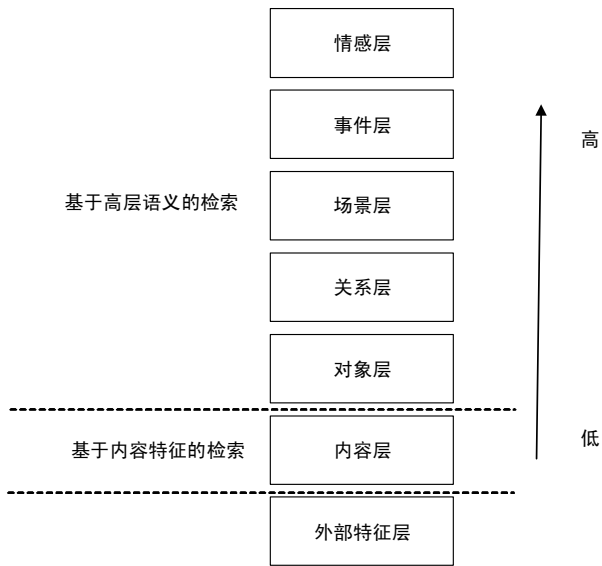 情感层
事件层
高
基于高层语义的检索
场景层
关系层
对象层
低
基于内容特征的检索
内容层
外部特征层